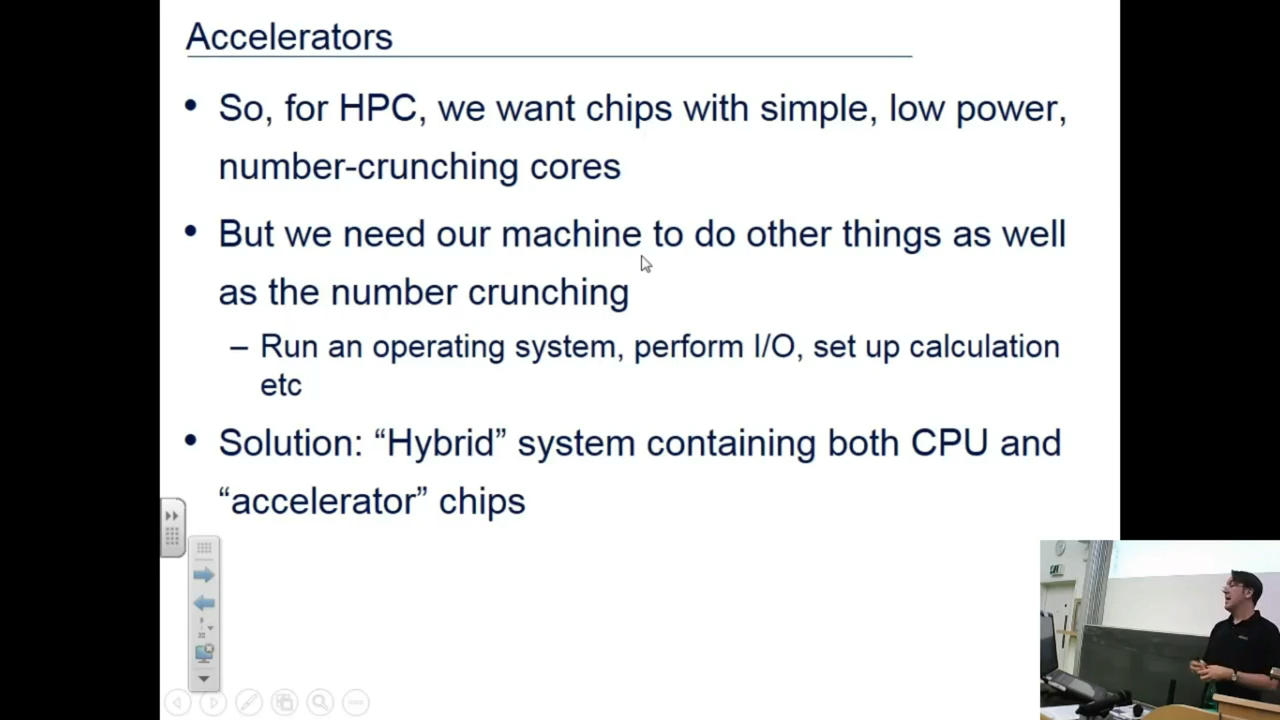 Accelerators
• So, for HPC, we want chips with simple, low power,
number-crunching cores
• But we need our machine to do other things as well
as the number crunching
– Run an operating system, perform I/O, set up calculation
etc
• Solution: “Hybrid” system containing both CPU and
“accelerator” chips